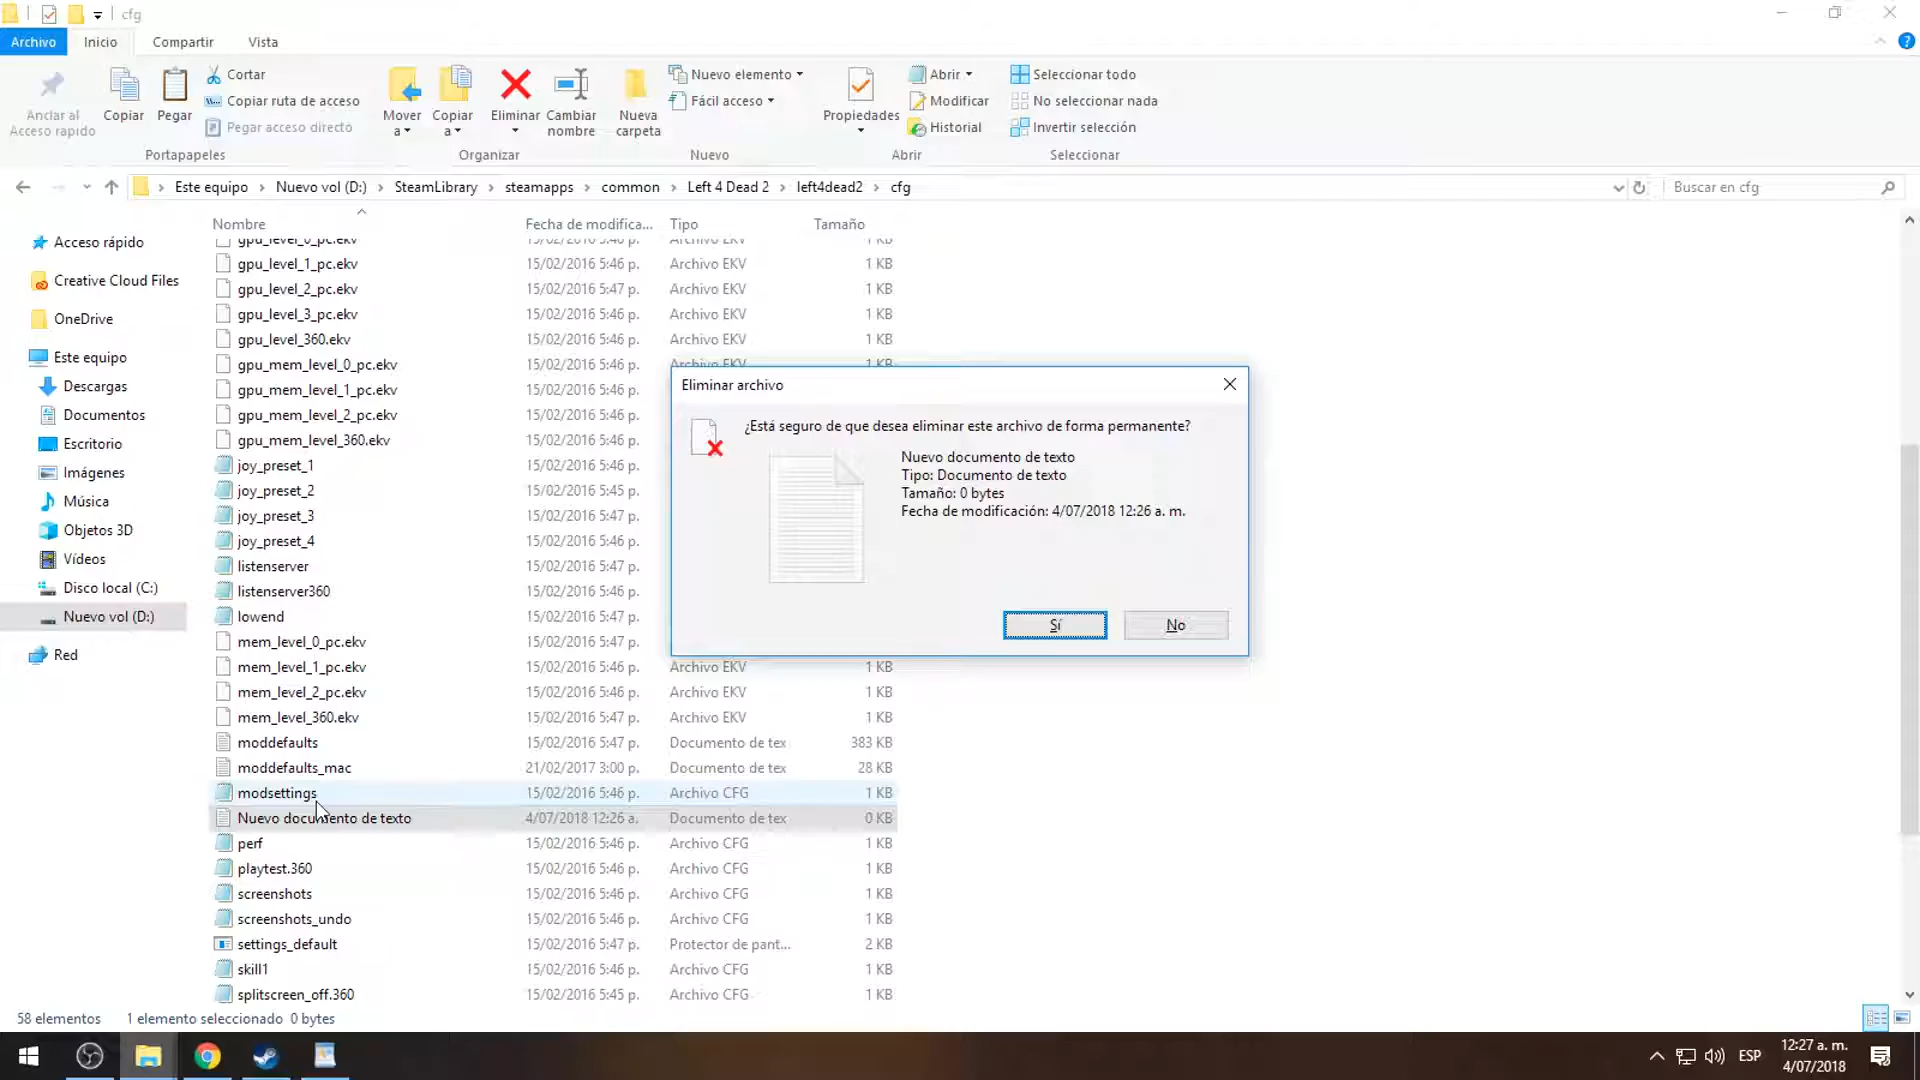 cfg
Archivo Inicio Compartir Vista
Anclar al Acceso rápido
Copiar
Pegar
Cortar
Copiar ruta de acceso
Pegar acceso directo
Mover a
Copiar a
Eliminar
Cambiar nombre
Nueva carpeta
Nuevo elemento
Fácil acceso
Propiedades
Abrir
Modificar
Historial
Seleccionar todo
No seleccionar nada
Invertir selección
Portapapeles Organizar Nuevo Abrir Seleccionar
Este equipo Nuevo vol (D:) SteamLibrary steamapps common Left 4 Dead 2 left4dead2 cfg
Buscar en cfg
Acceso rápido
Creative Cloud Files
OneDrive
Este equipo
Descargas
Documentos
Escritorio
Imágenes
Música
Objetos 3D
Vídeos
Disco local (C:)
Nuevo vol (D:)
Red
Nombre Fecha de modifica... Tipo Tamaño
gpu_level_0_pc.ekv 15/02/2016 5:46 p. Archivo EKV 1 KB
gpu_level_1_pc.ekv 15/02/2016 5:46 p. Archivo EKV 1 KB
gpu_level_2_pc.ekv 15/02/2016 5:47 p. Archivo EKV 1 KB
gpu_level_3_pc.ekv 15/02/2016 5:47 p. Archivo EKV 1 KB
gpu_level_360.ekv 15/02/2016 5:46 p. Archivo EKV 1 KB
gpu_mem_level_0_pc.ekv 15/02/2016 5:46 p. Archivo EKV 1 KB
gpu_mem_level_1_pc.ekv 15/02/2016 5:46 p.
gpu_mem_level_2_pc.ekv 15/02/2016 5:46 p.
gpu_mem_level_360.ekv 15/02/2016 5:46 p.
joy_preset_1 15/02/2016 5:46 p.
joy_preset_2 15/02/2016 5:45 p.
joy_preset_3 15/02/2016 5:46 p.
joy_preset_4 15/02/2016 5:46 p.
listenserver 15/02/2016 5:47 p.
listenserver360 15/02/2016 5:46 p.
lowend 15/02/2016 5:47 p.
mem_level_0_pc.ekv 15/02/2016 5:46 p.
mem_level_1_pc.ekv 15/02/2016 5:46 p. Archivo EKV 1 KB
mem_level_2_pc.ekv 15/02/2016 5:46 p. Archivo EKV 1 KB
mem_level_360.ekv 15/02/2016 5:46 p. Archivo EKV 1 KB
moddefaults 15/02/2016 5:47 p. Documento de tex 383 KB
moddefaults_mac 21/02/2017 3:00 p. Documento de tex 28 KB
modsettings 15/02/2016 5:46 p. Archivo CFG 1 KB
Nuevo documento de texto 4/07/2018 12:26 a. Documento de tex 0 KB
perf 15/02/2016 5:46 p. Archivo CFG 1 KB
playtest.360 15/02/2016 5:46 p. Archivo CFG 1 KB
screenshots 15/02/2016 5:46 p. Archivo CFG 1 KB
screenshots_undo 15/02/2016 5:46 p. Archivo CFG 1 KB
settings_default 15/02/2016 5:47 p. Protector de pant... 2 KB
skill1 15/02/2016 5:46 p. Archivo CFG 1 KB
splitscreen_off.360 15/02/2016 5:45 p. Archivo CFG 1 KB
Eliminar archivo
¿Está seguro de que desea eliminar este archivo de forma permanente?
Nuevo documento de texto
Tipo: Documento de texto
Tamaño: 0 bytes
Fecha de modificación: 4/07/2018 12:26 a. m.
Sí No
58 elementos 1 elemento seleccionado 0 bytes
ESP
12:27 a. m.
4/07/2018